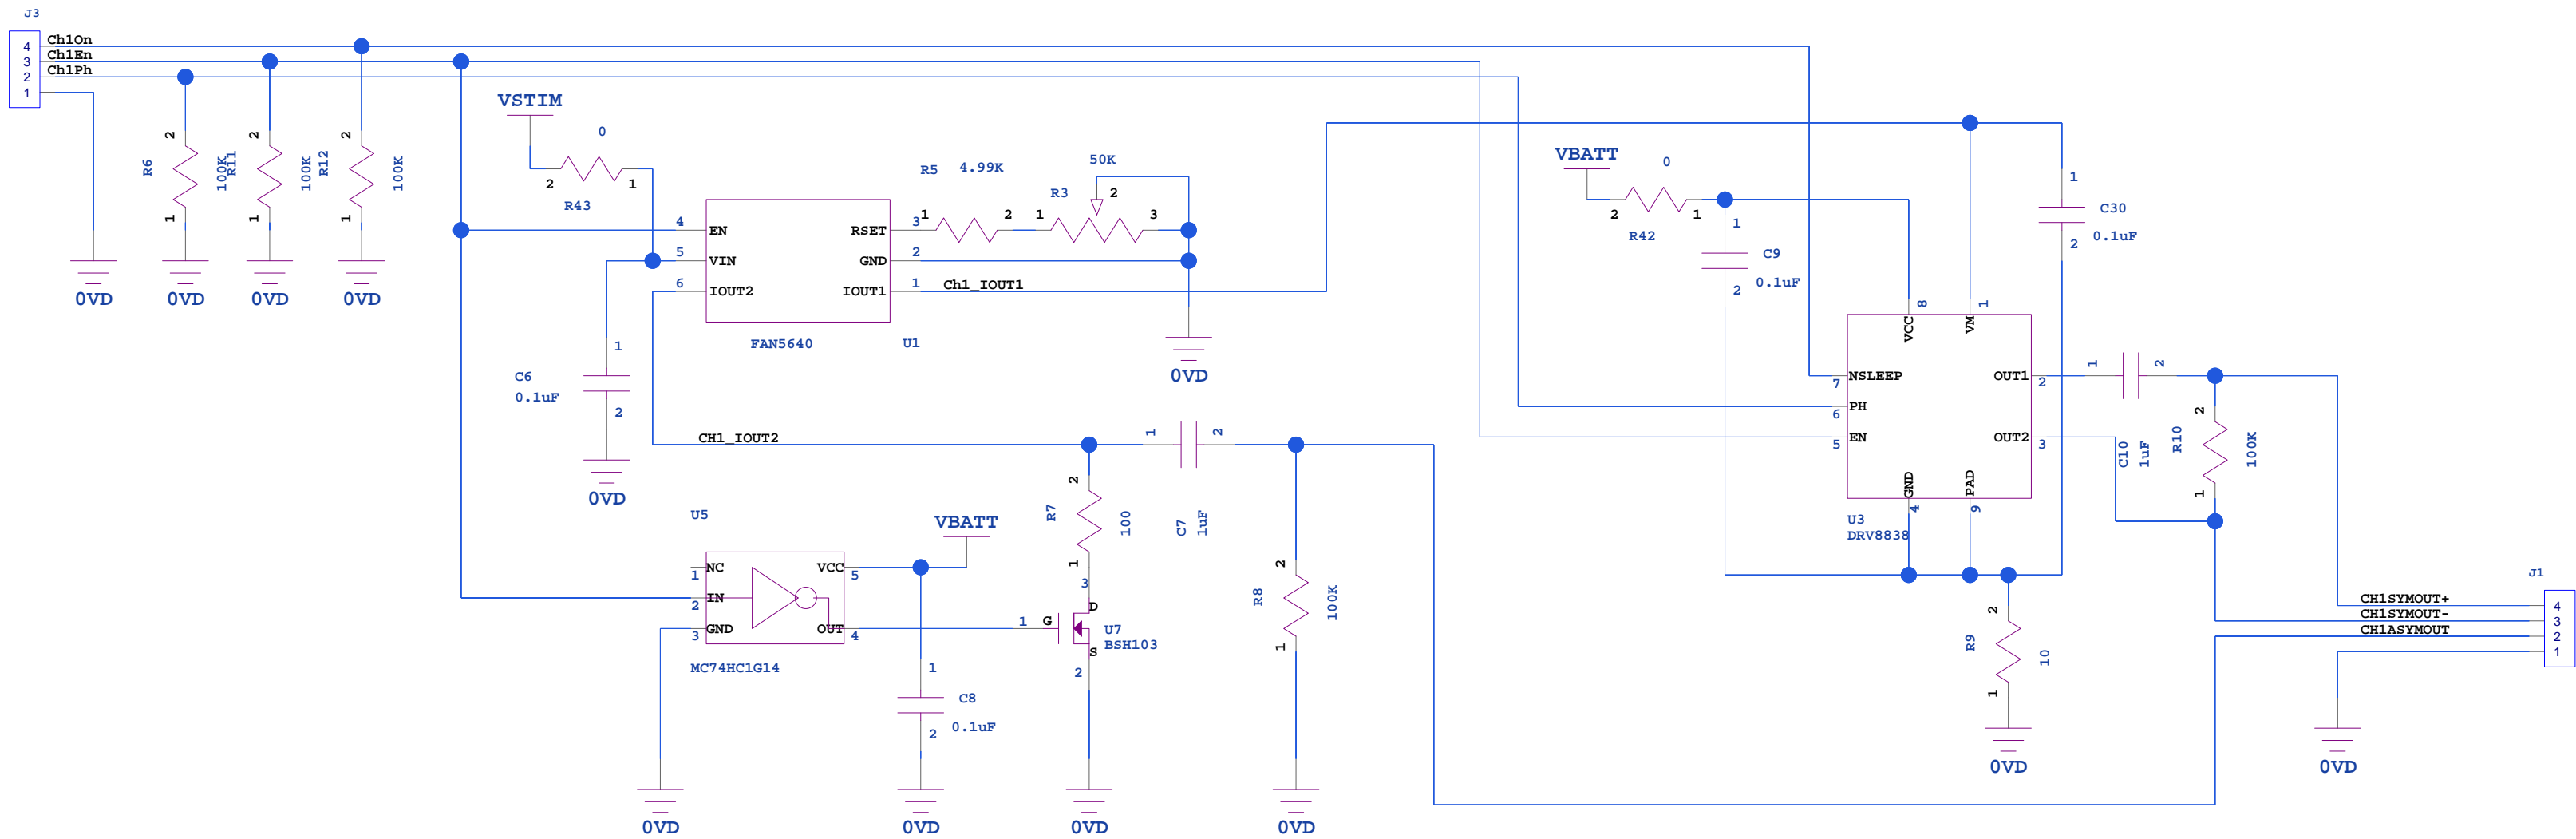 J3
4 Ch1On
3 Ch1En
2 Ch1Ph
1
R6 2 1 100K
R11 2 1 100K
R12 2 1 100K
0VD
0VD
0VD
0VD
VSTIM
0
2 1
R43
4 EN
5 VIN
6 IOUT2
RSET 3
GND 2
IOUT1 1
Ch1_IOUT1
FAN5640 U1
R5 4.99K
1 2
50K
R3
1 2 3
0VD
C6 1
0.1uF 2
0VD
CH1_IOUT2
U5
1 NC
2 IN
3 GND
VCC 5
OUT 4
MC74HC1G14
0VD
VBATT
1 C8
2 0.1uF
0VD
R7 2 1 100
3 D
1 G
S 2
U7
BSH103
0VD
1 2
C7 1uF
R8 2 1 100K
0VD
VBATT
0
2 1
R42
1 C9
2 0.1uF
1 C30
2 0.1uF
8 VCC
1 VM
7 NSLEEP
6 PH
5 EN
OUT1 2
OUT2 3
GND 4
PAD 9
U3
DRV8838
1 2
C10 1uF
R10 2 1 100K
R9 2 1 10
0VD
J1
CH1SYMOUT+ 4
CH1SYMOUT- 3
CH1ASYMOUT 2
1
0VD